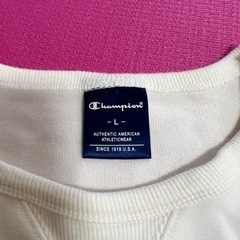 Champion
- L -
AUTHENTIC AMERICAN
ATHLETICWEAR
SINCE 1919 U.S.A.